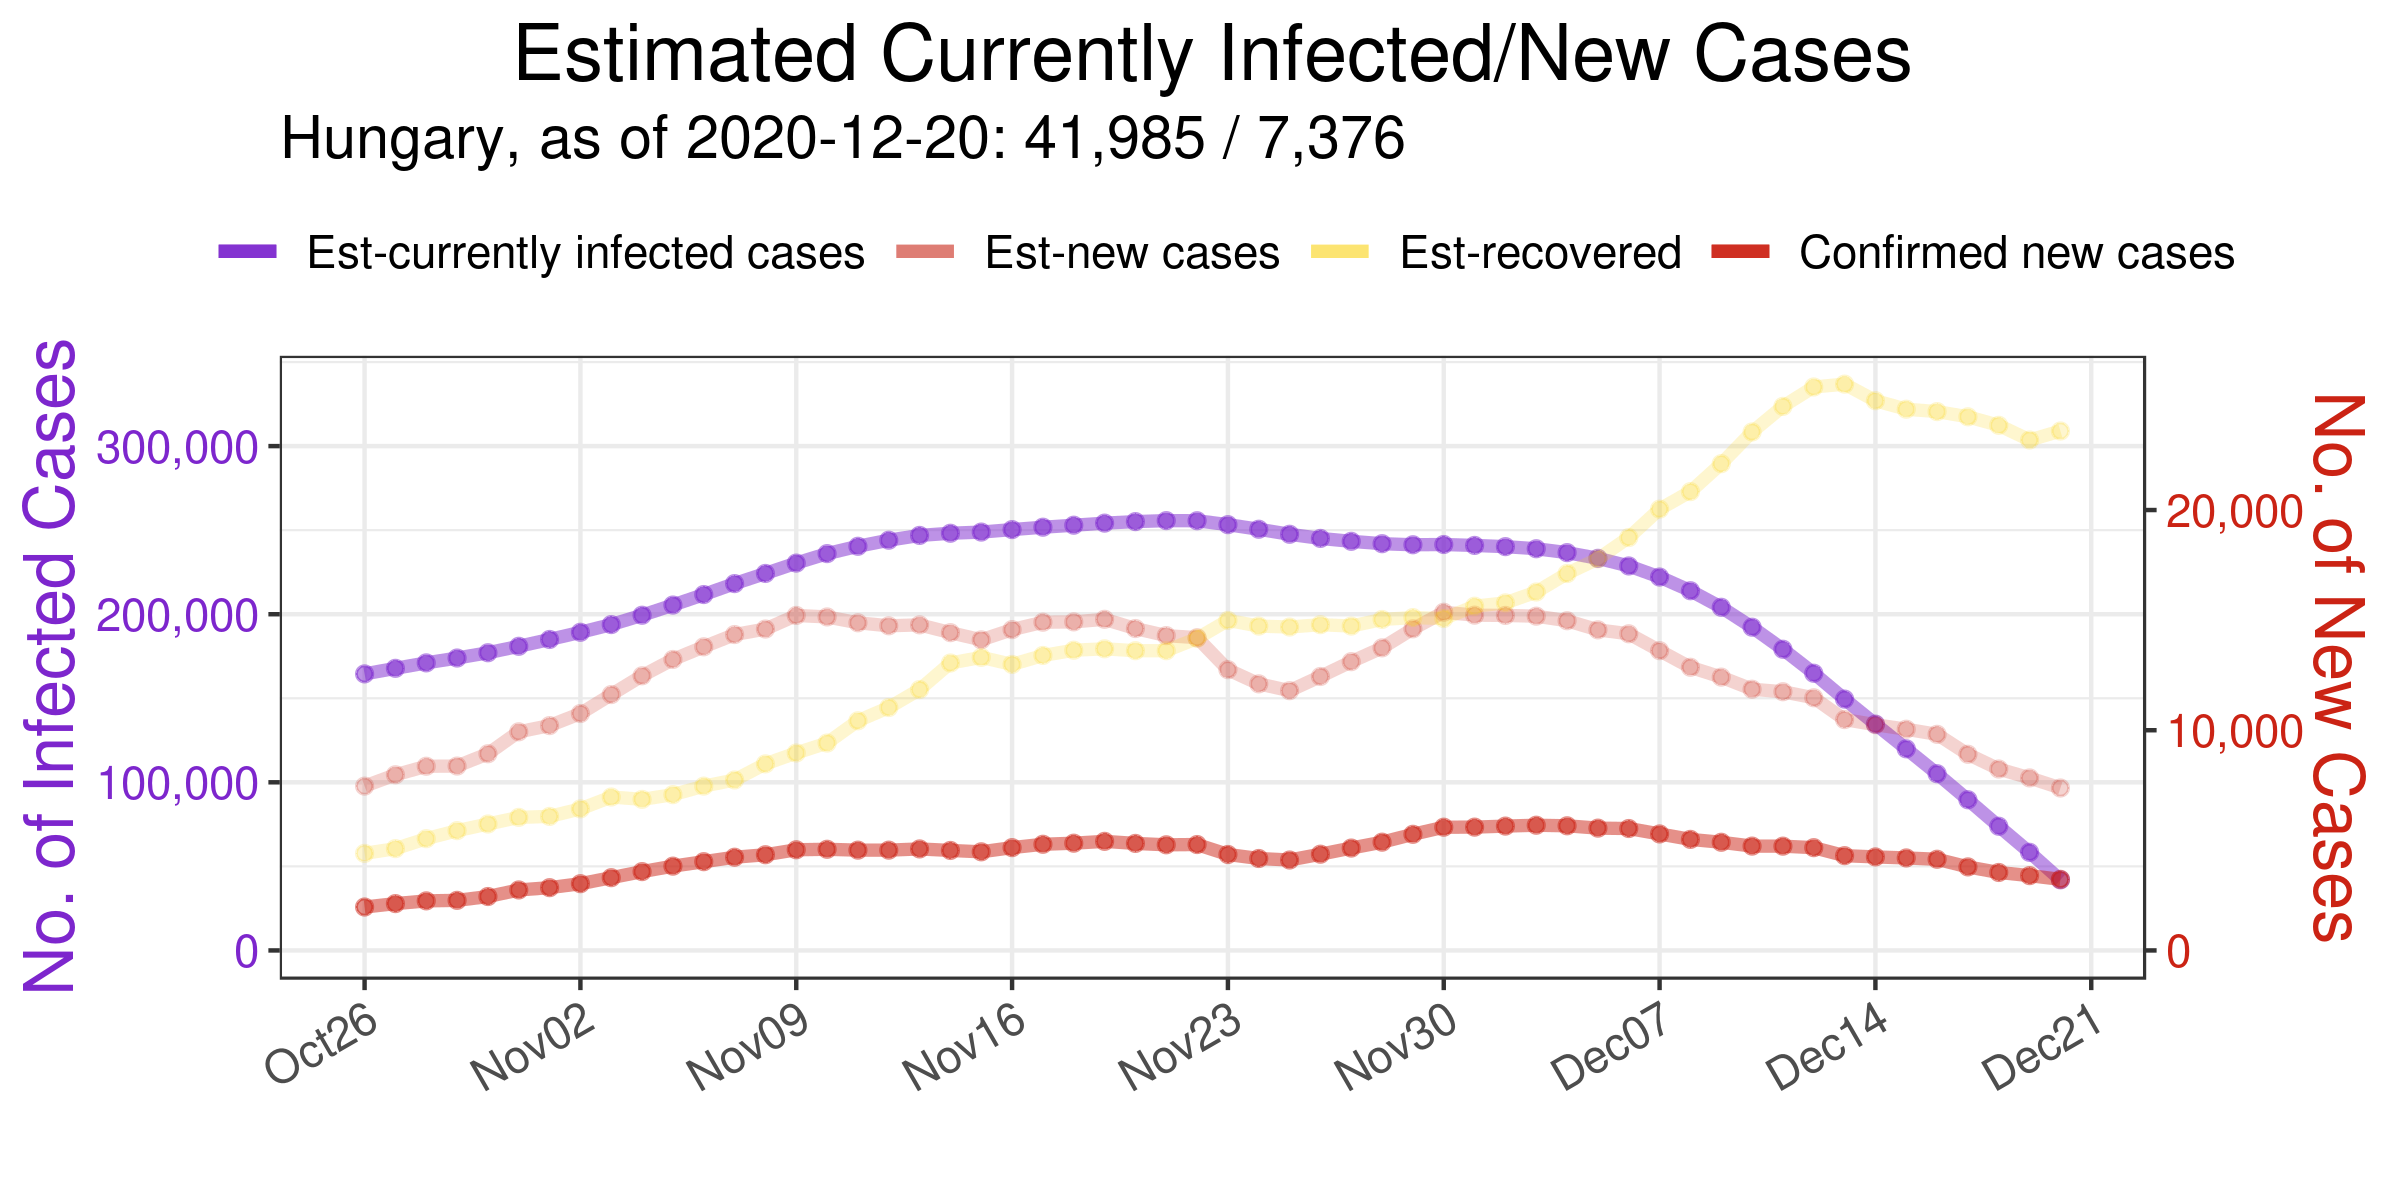 Estimated Currently Infected/New Cases
Hungary, as of 2020-12-20: 41,985 / 7,376
Est-currently infected cases Est-new cases Est-recovered Confirmed new cases
No. of Infected Cases
300,000
200,000
100,000
0
20,000
10,000
0
No. of New Cases
Oct26 Nov02 Nov09 Nov16 Nov23 Nov30 Dec07 Dec14 Dec21